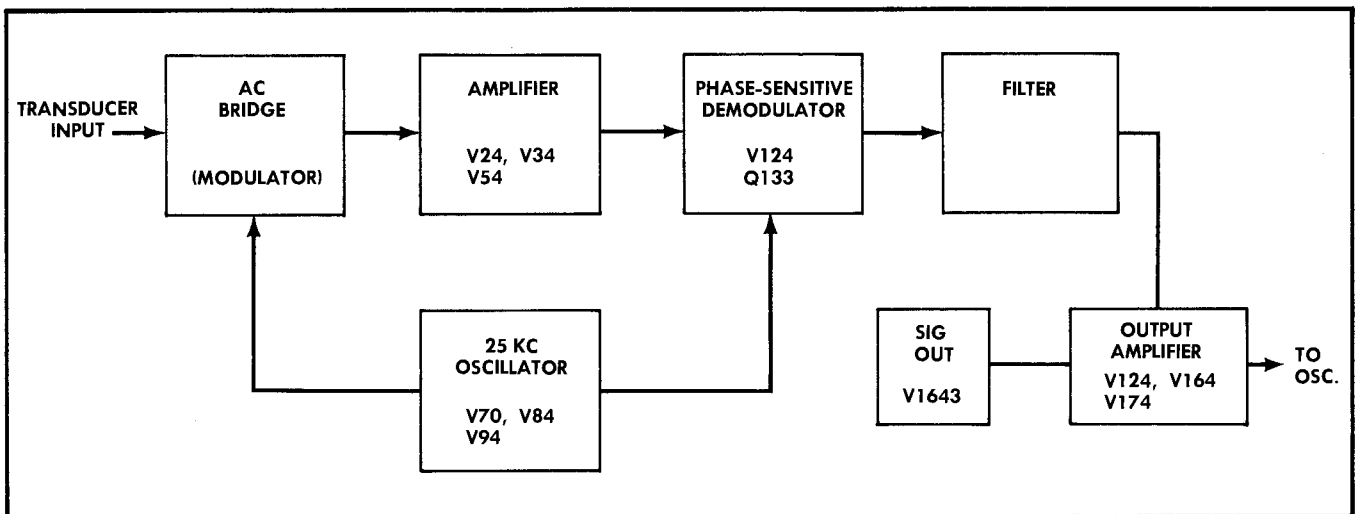 TRANSDUCER
INPUT
AC
BRIDGE
(MODULATOR)
AMPLIFIER
V24, V34
V54
PHASE-SENSITIVE
DEMODULATOR
V124
Q133
FILTER
25 KC
OSCILLATOR
V70, V84
V94
SIG
OUT
V1643
OUTPUT
AMPLIFIER
V124, V164
V174
TO
OSC.